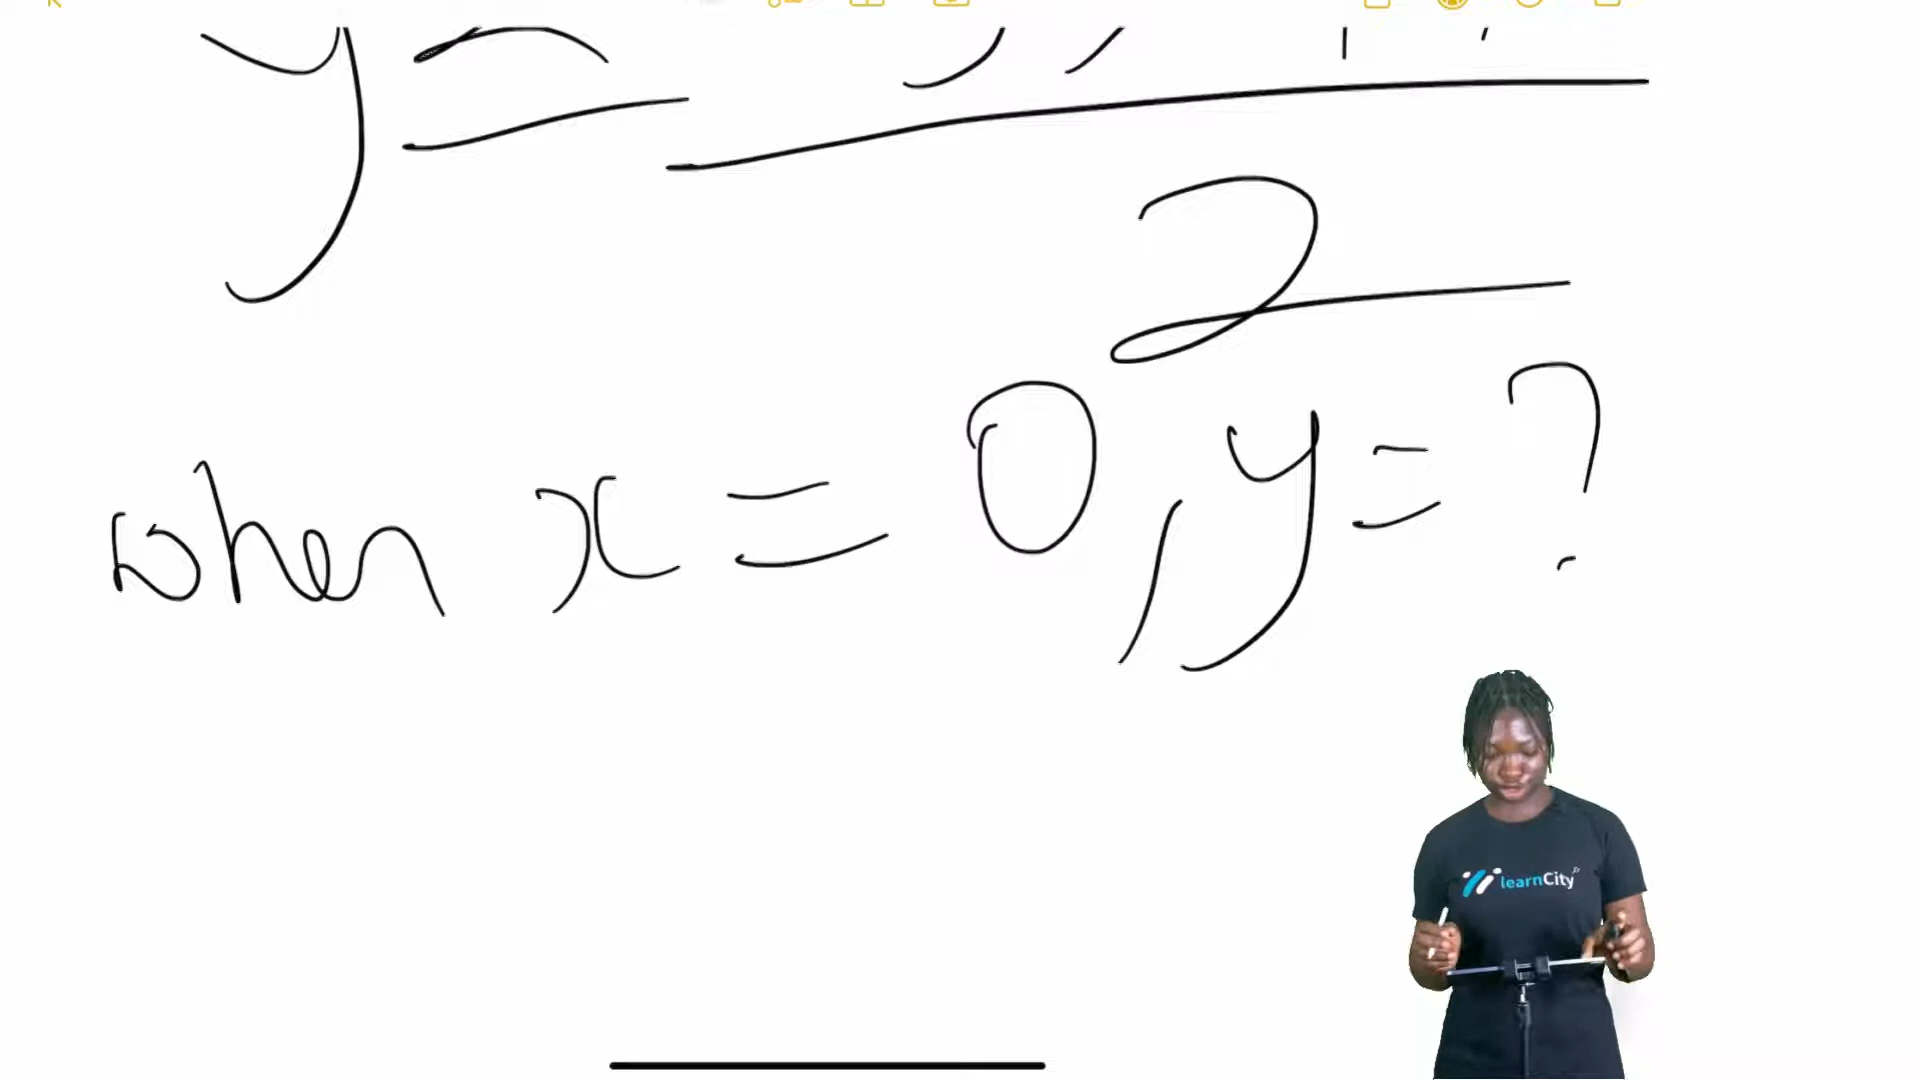 y=
2
when x = 0, y = ?
learnCity